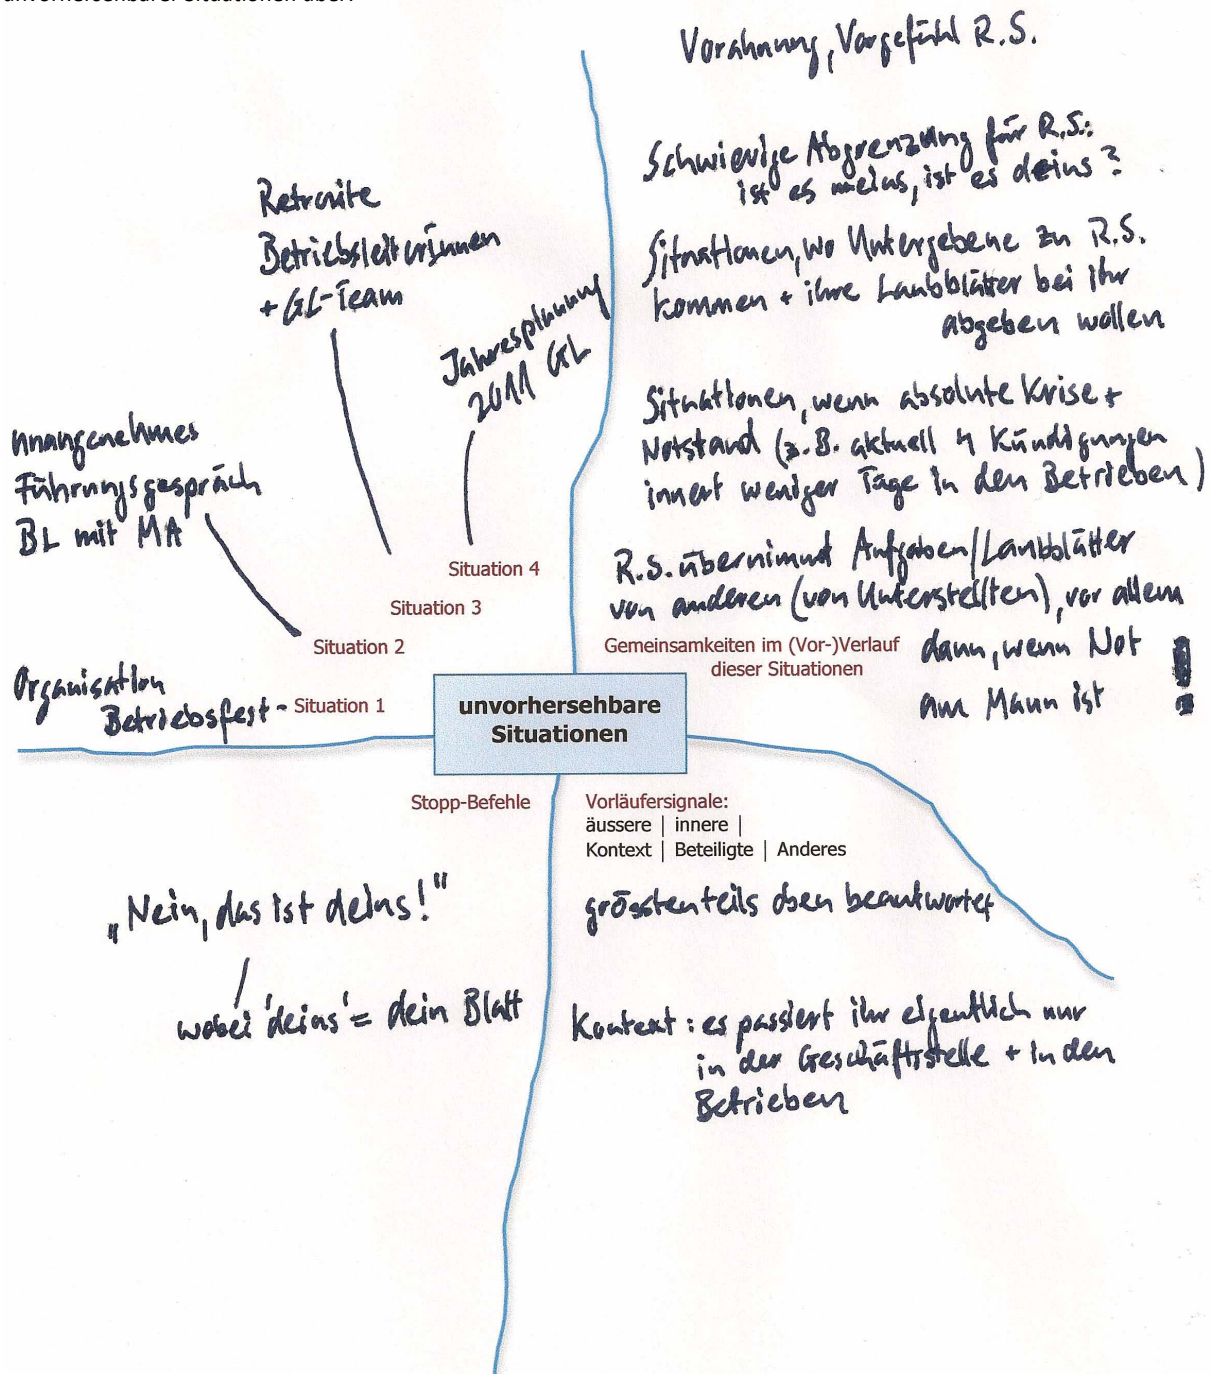 unvorhersehbarer Situationen über.
Vorahnung, Vorgefühl R.S.
Schwierige Abgrenzung für R.S.:
ist es meins, ist es deins?
Situationen, wo Untergebene zu R.S.
kommen + ihre Laubblätter bei ihr
abgeben wollen
Situationen, wenn absolute Krise +
Notstand (z.B. aktuell 4 Kündigungen
innert weniger Tage in den Betrieben)
R.S. übernimmt Aufgaben/Laubblätter
von anderen (von Unterstellten), vor allem
dann, wenn Not
am Mann ist !
Gemeinsamkeiten im (Vor-)Verlauf
dieser Situationen
Retraite
BetriebsleiterInnen
+ GL-Team
Jahresplanung
2011 GL
unangenehmes
Führungsgespräch
BL mit MA
Situation 4
Situation 3
Situation 2
Organisation
Betriebsfest - Situation 1
unvorhersehbare
Situationen
Stopp-Befehle
„Nein, das ist deins!"
wobei 'deins' = dein Blatt
Vorläufersignale:
äussere | innere |
Kontext | Beteiligte | Anderes
grösstenteils oben beantwortet
Kontext: es passiert ihr eigentlich nur
in der Geschäftsstelle + in den
Betrieben